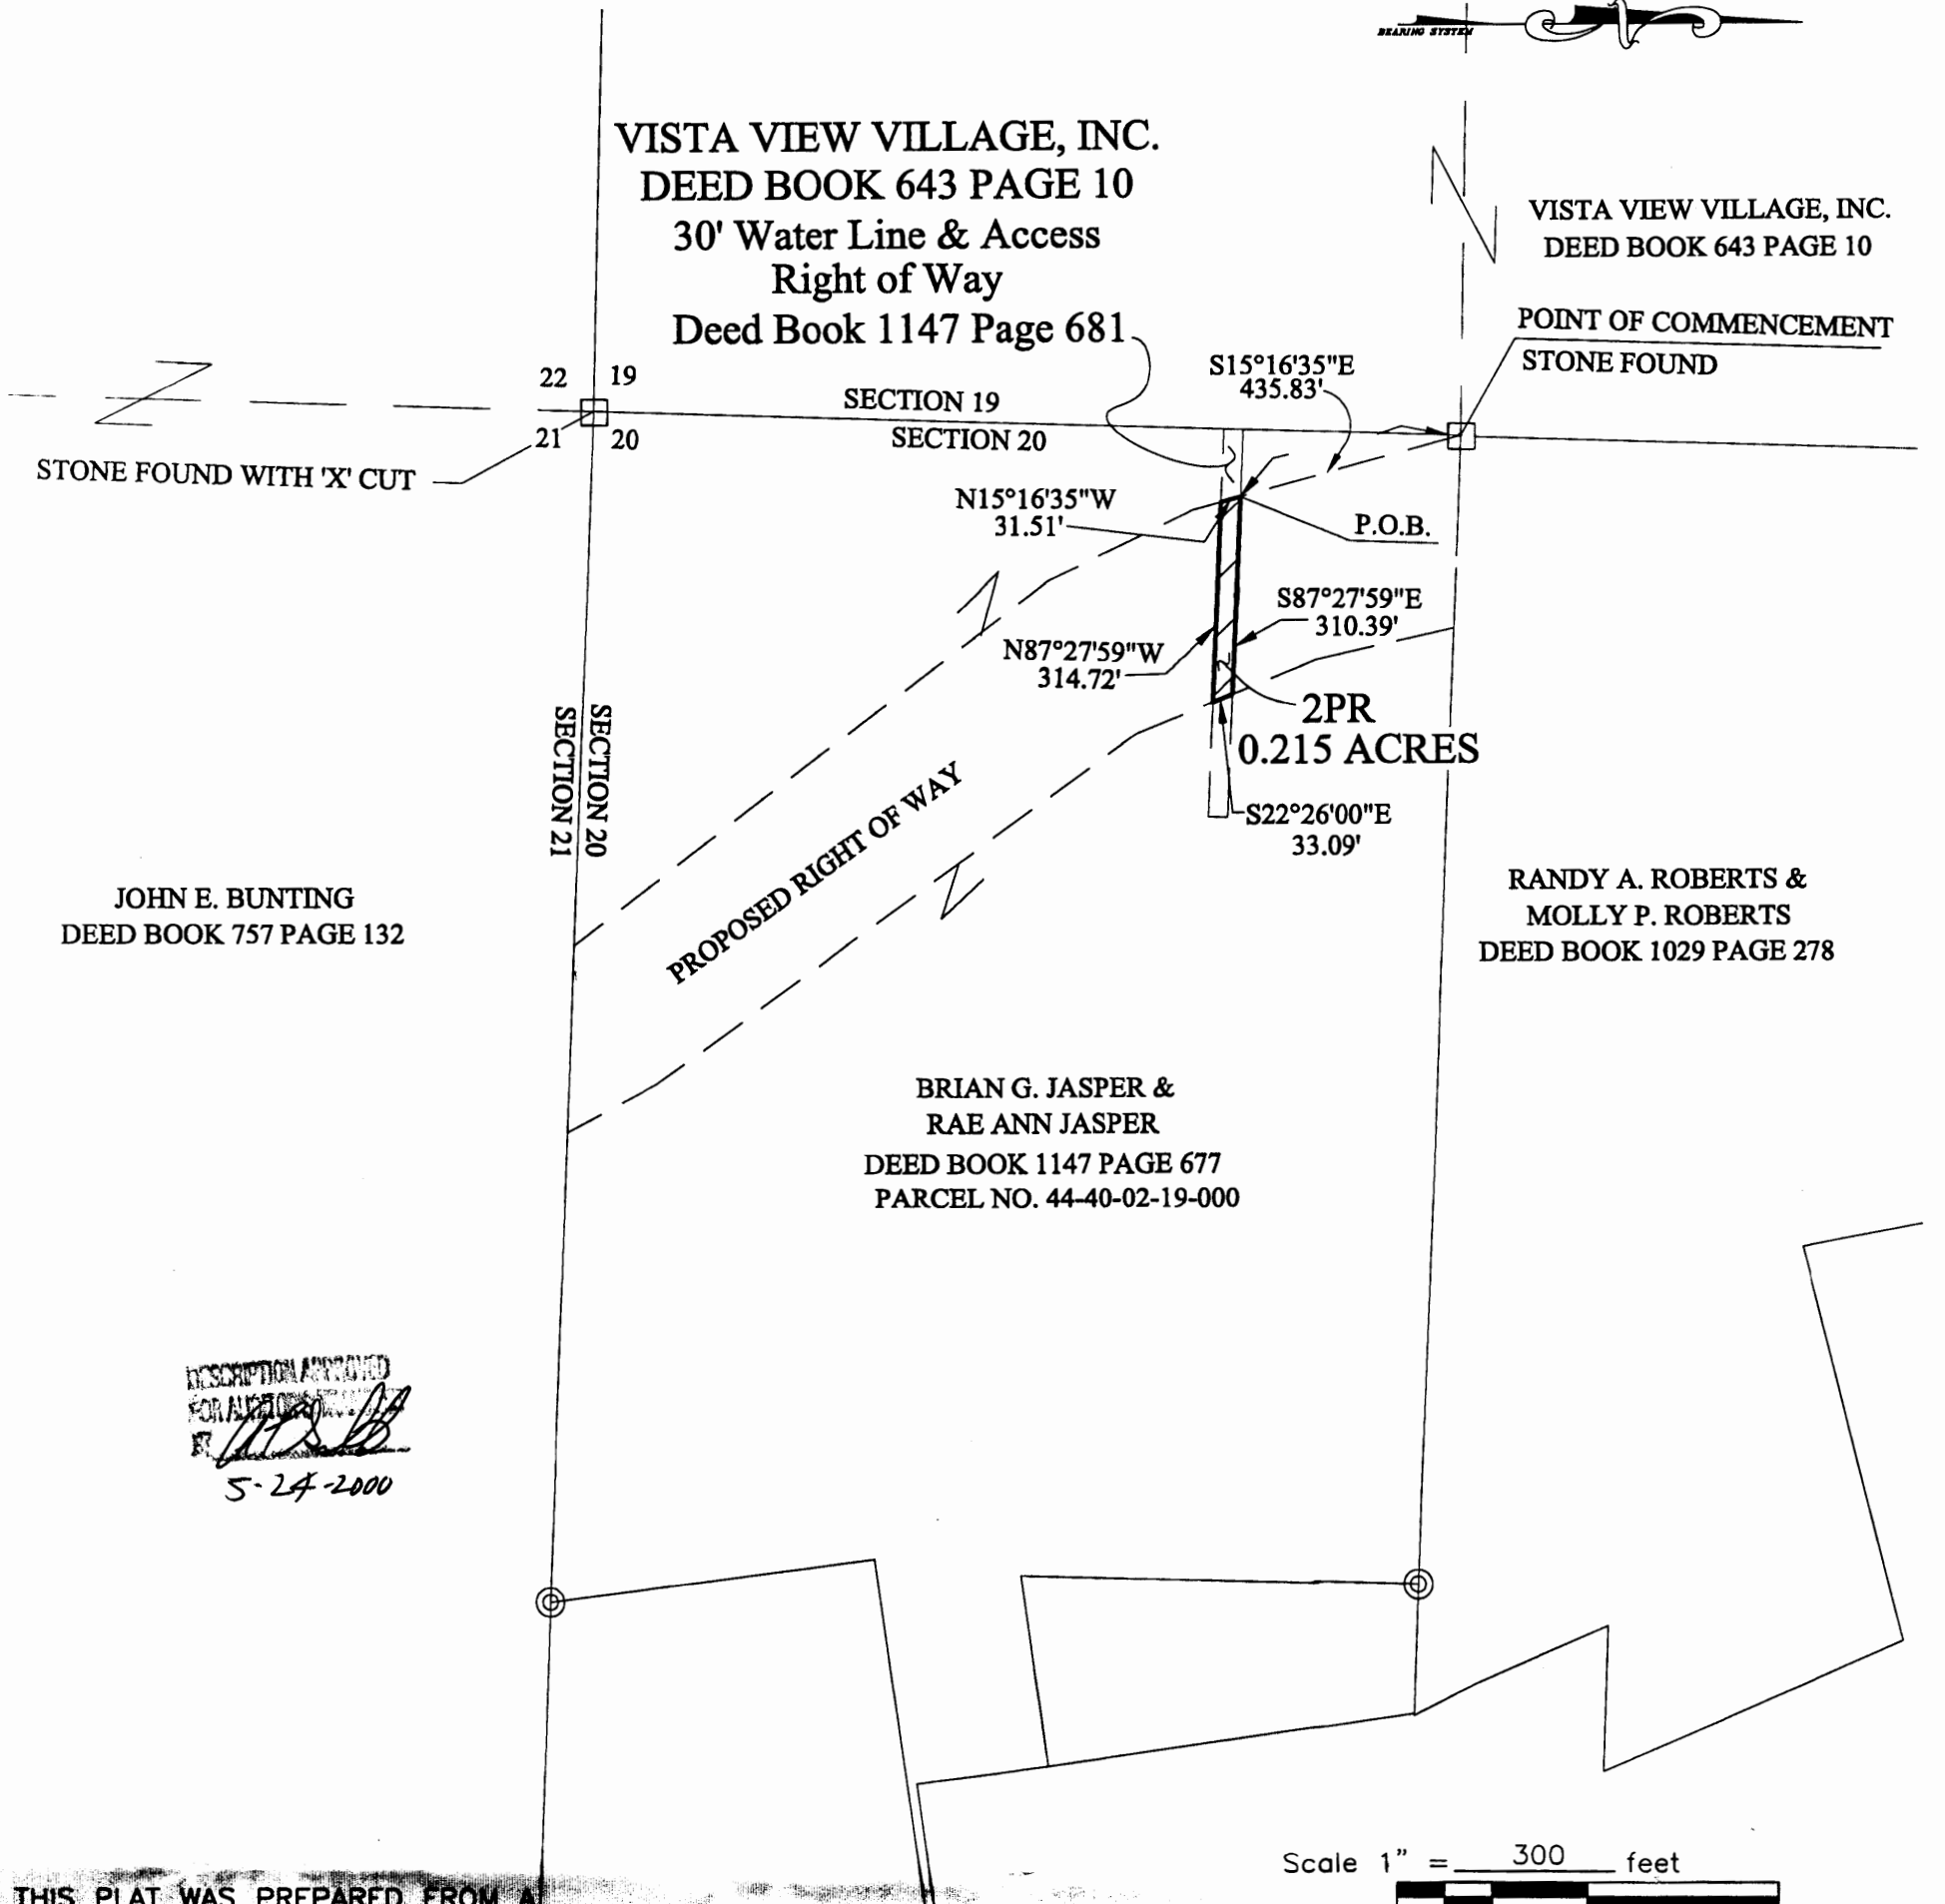 BEARING SYSTEM
VISTA VIEW VILLAGE, INC.
DEED BOOK 643 PAGE 10
30' Water Line & Access
Right of Way
Deed Book 1147 Page 681
VISTA VIEW VILLAGE, INC.
DEED BOOK 643 PAGE 10
POINT OF COMMENCEMENT
STONE FOUND
22 19
21 20
STONE FOUND WITH 'X' CUT
SECTION 19
SECTION 20
S15°16'35"E
435.83'
N15°16'35"W
31.51'
P.O.B.
S87°27'59"E
310.39'
N87°27'59"W
314.72'
2PR
0.215 ACRES
S22°26'00"E
33.09'
SECTION 20
SECTION 21
PROPOSED RIGHT OF WAY
JOHN E. BUNTING
DEED BOOK 757 PAGE 132
RANDY A. ROBERTS &
MOLLY P. ROBERTS
DEED BOOK 1029 PAGE 278
BRIAN G. JASPER &
RAE ANN JASPER
DEED BOOK 1147 PAGE 677
PARCEL NO. 44-40-02-19-000
DESCRIPTION APPROVED
FOR
BY
5-24-2000
Scale 1" = 300 feet
THIS PLAT WAS PREPARED FROM A